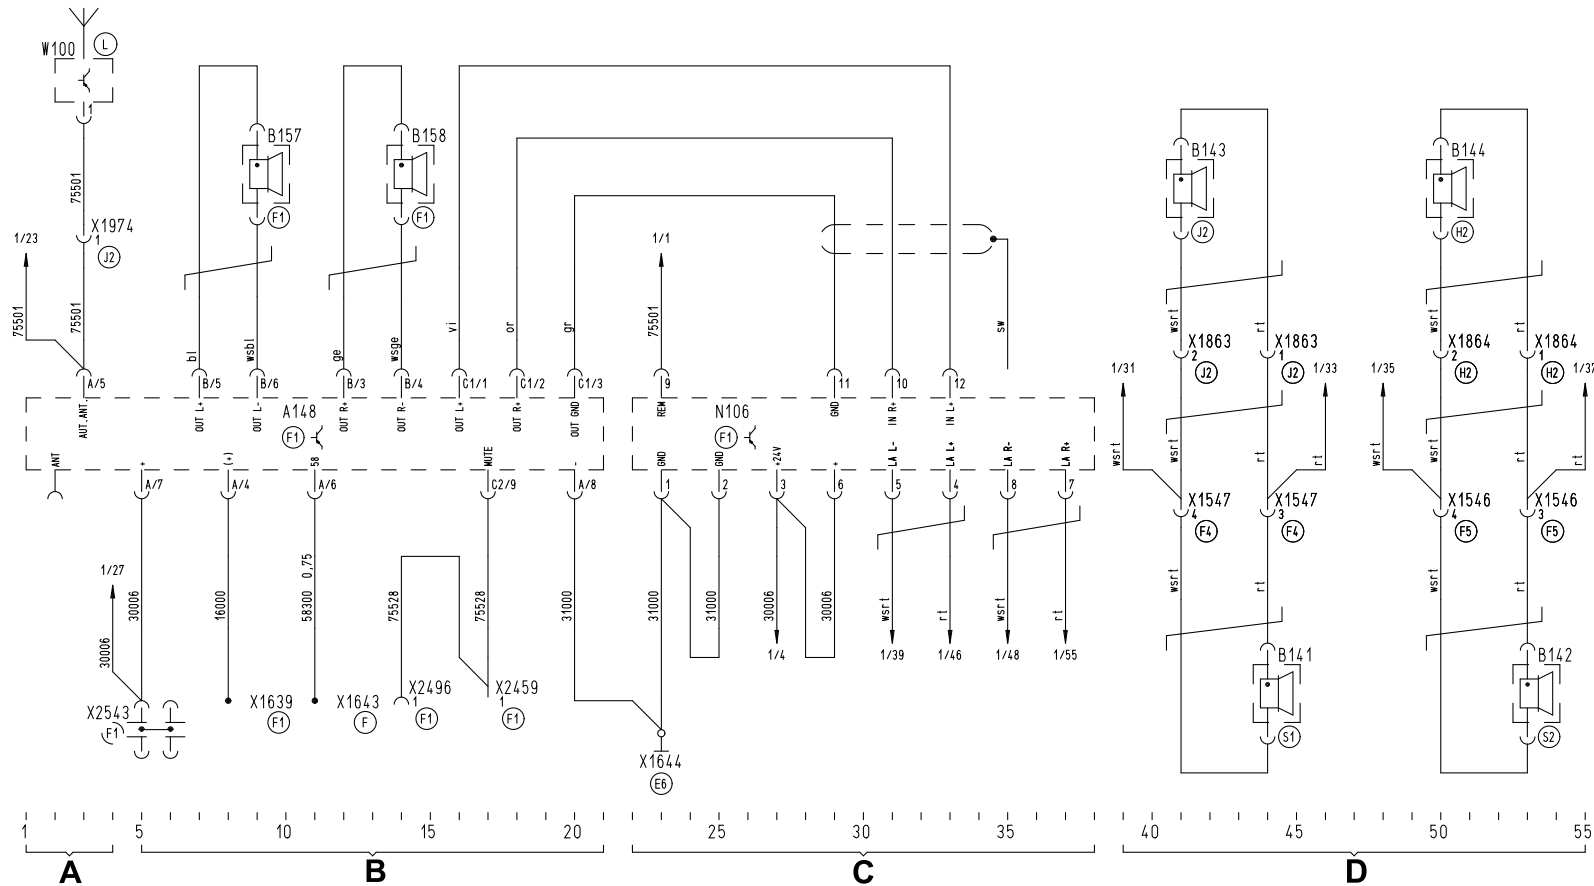 W100 L
1
B157
B158
B143
B144
75501
F1
F1
J2
H2
X1974
1
J2
1/23
1/1
75501
75501
bl
wsbl
ge
wsge
vi
or
gr
75501
sw
wsrt
rt
wsrt
rt
X1863
2
J2
X1863
1
J2
X1864
2
H2
X1864
1
H2
A/5
B/5
B/6
B/3
B/4
C1/1
C1/2
C1/3
9
11
10
12
1/31
1/33
1/35
1/37
AUT.ANT.
OUT L+
OUT L-
A148
F1
OUT R+
OUT R-
OUT L+
OUT R+
OUT GND
REM
N106
F1
GND
IN R+
IN L+
ANT
+
(+)
58
MUTE
-
GND
GND
+24V
+
LA L-
LA L+
LA R-
LA R+
wsrt
wsrt
rt
rt
wsrt
wsrt
rt
rt
A/7
A/4
A/6
C2/9
A/8
1
2
3
6
5
4
8
7
X1547
4
F4
X1547
3
F4
X1546
4
F5
X1546
3
F5
1/27
30006
30006
16000
58300 0,75
75528
75528
31000
31000
31000
30006
30006
wsrt
rt
wsrt
rt
wsrt
rt
wsrt
rt
1/4
1/39
1/46
1/48
1/55
B141
B142
X2543
F1
X1639
F1
X1643
F
X2496
1
F1
X2459
1
F1
S1
S2
X1644
E6
1 5 10 15 20 25 30 35 40 45 50 55
A B C D